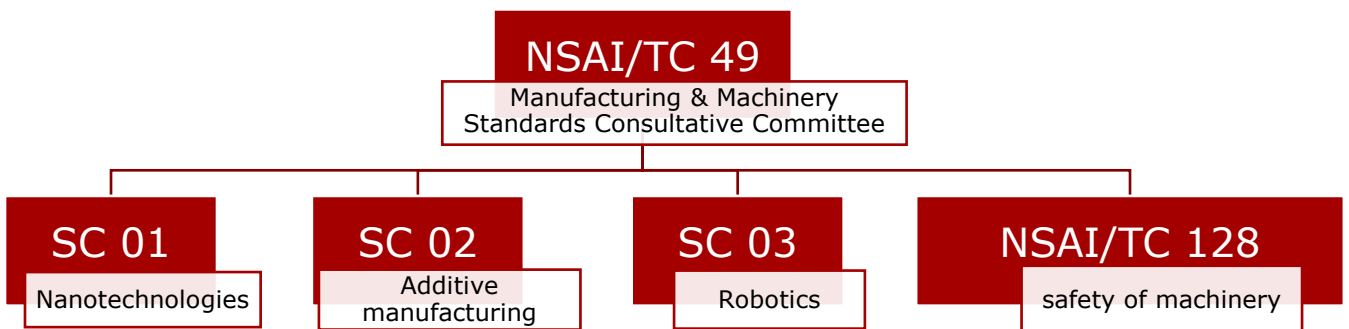 NSAI/TC 49
Manufacturing & Machinery
Standards Consultative Committee
SC 01
Nanotechnologies
SC 02
Additive
manufacturing
SC 03
Robotics
NSAI/TC 128
safety of machinery